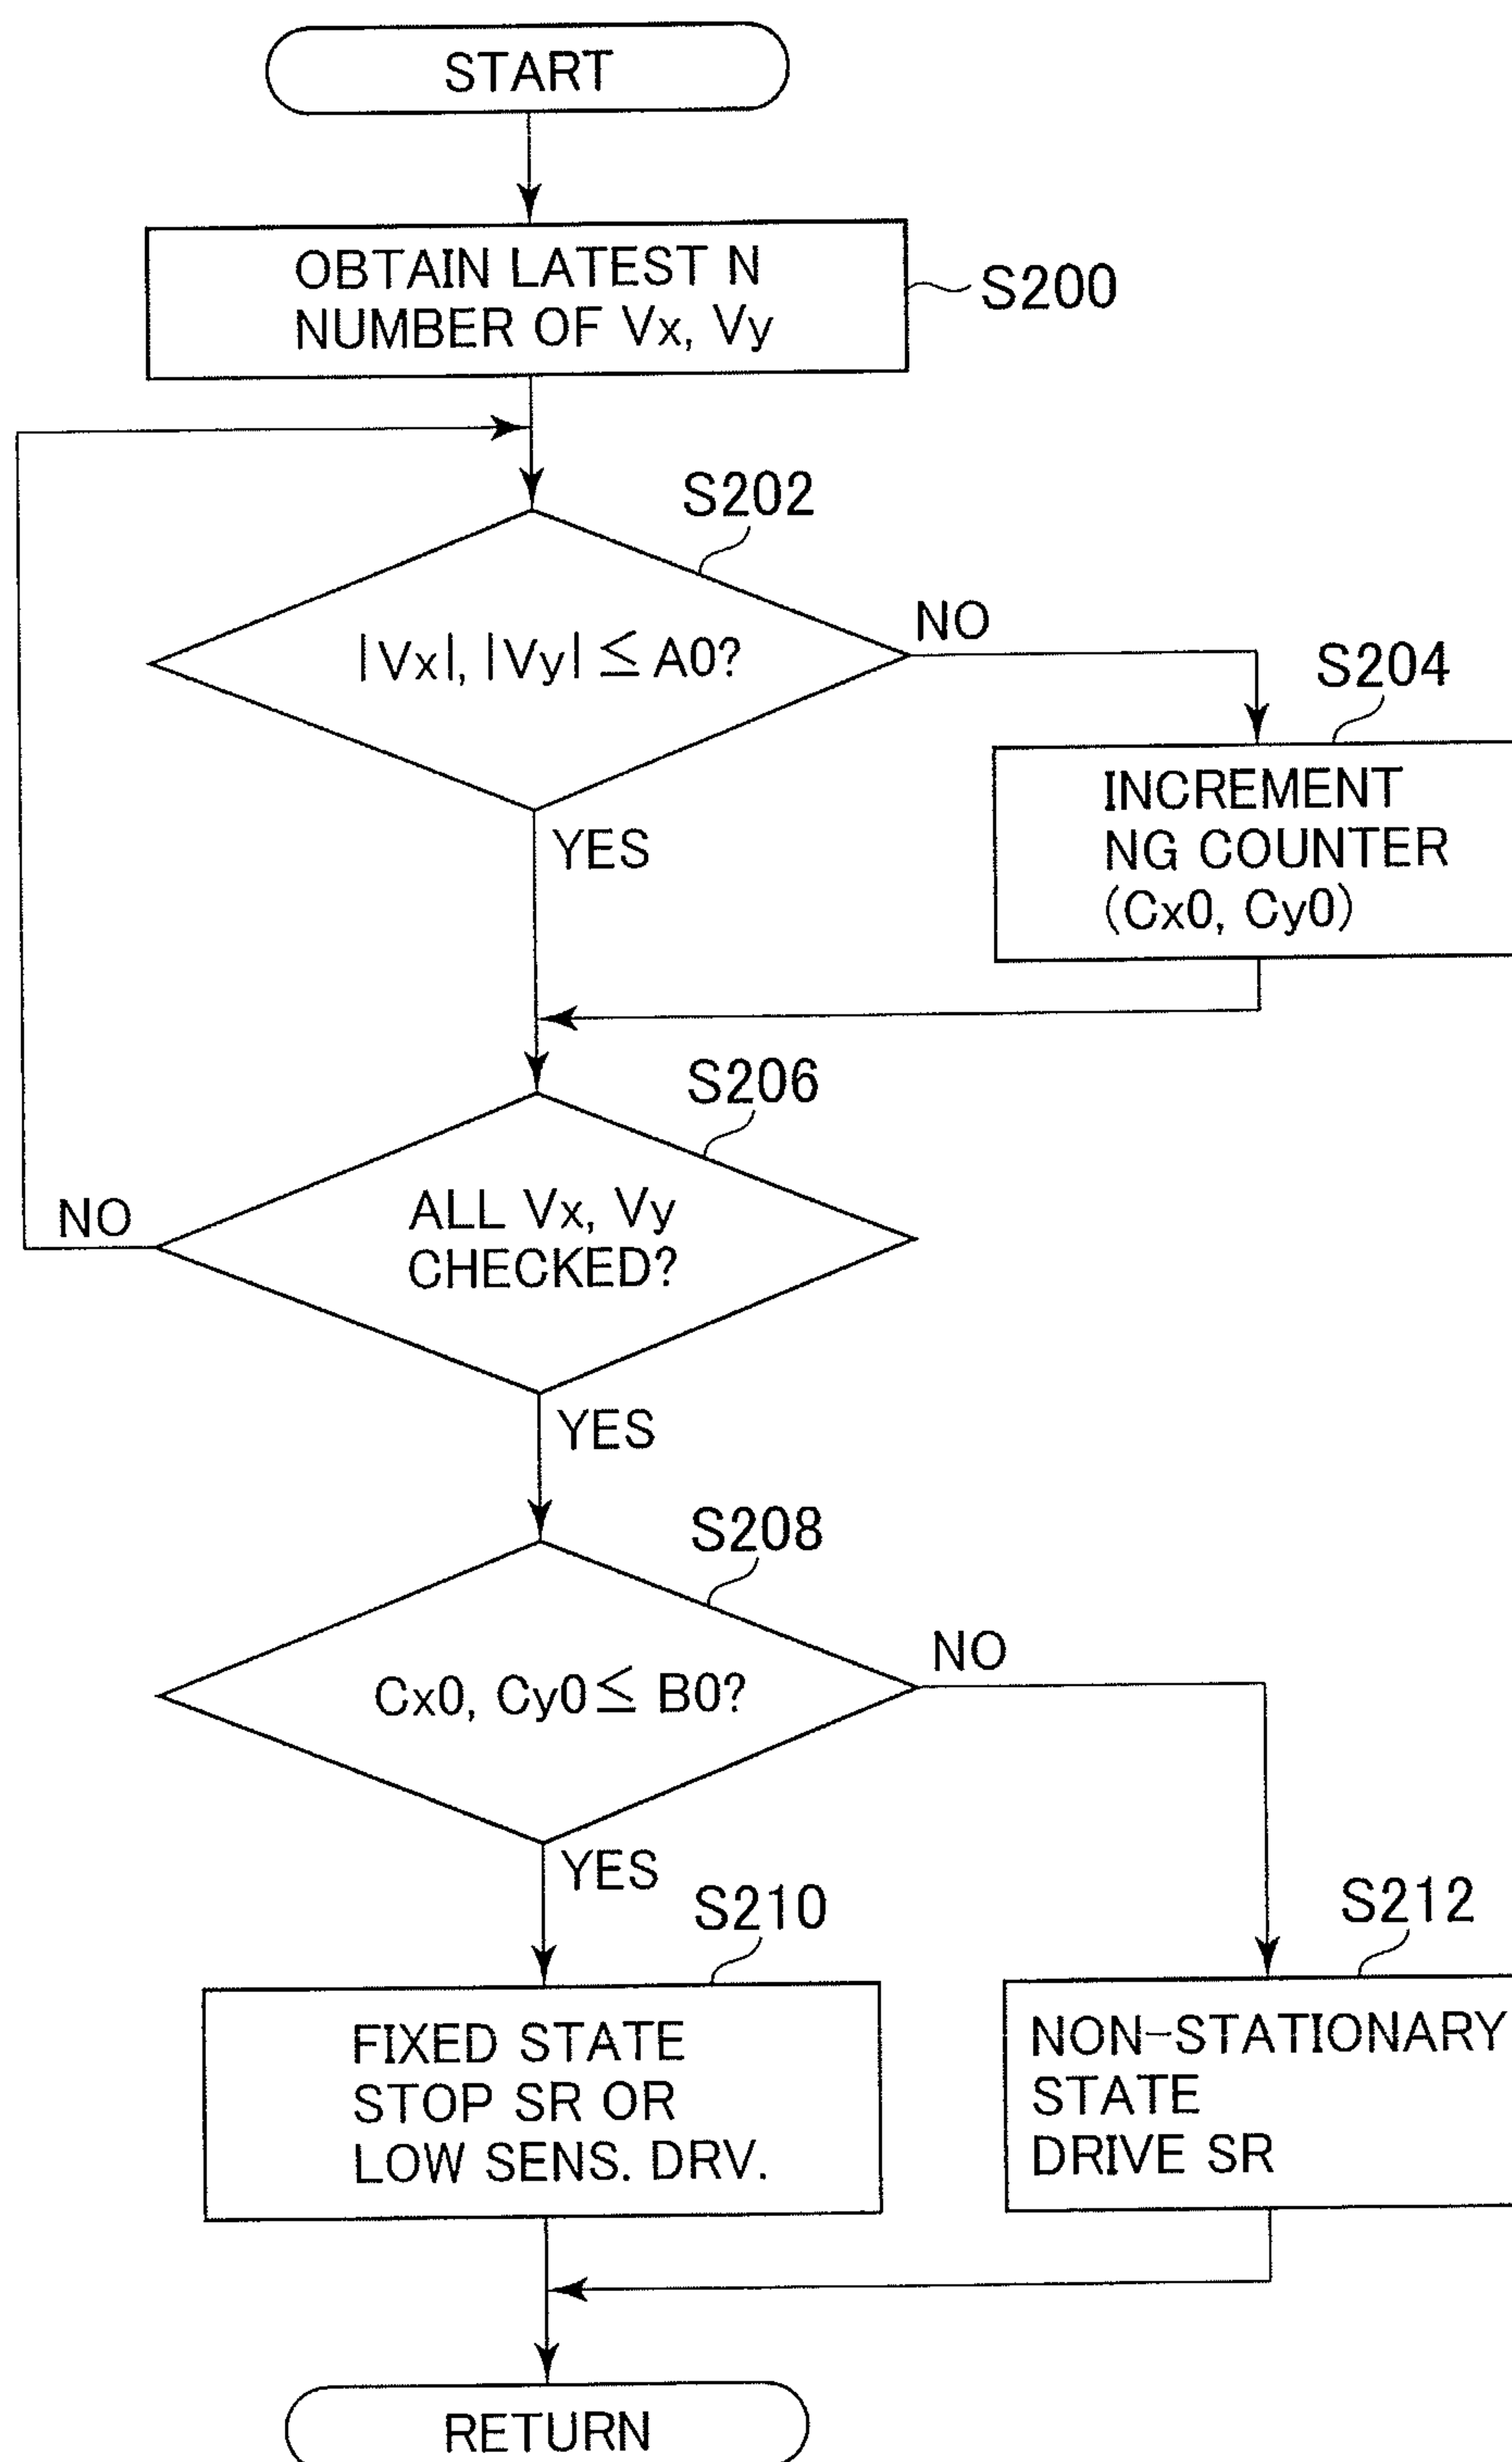 START
OBTAIN LATEST N
NUMBER OF Vx, Vy
S200
S202
|Vx|, |Vy| ≦ A0?
NO
YES
S204
INCREMENT
NG COUNTER
(Cx0, Cy0)
S206
ALL Vx, Vy
CHECKED?
NO
YES
S208
Cx0, Cy0 ≦ B0?
NO
YES
S210
FIXED STATE
STOP SR OR
LOW SENS. DRV.
S212
NON-STATIONARY
STATE
DRIVE SR
RETURN